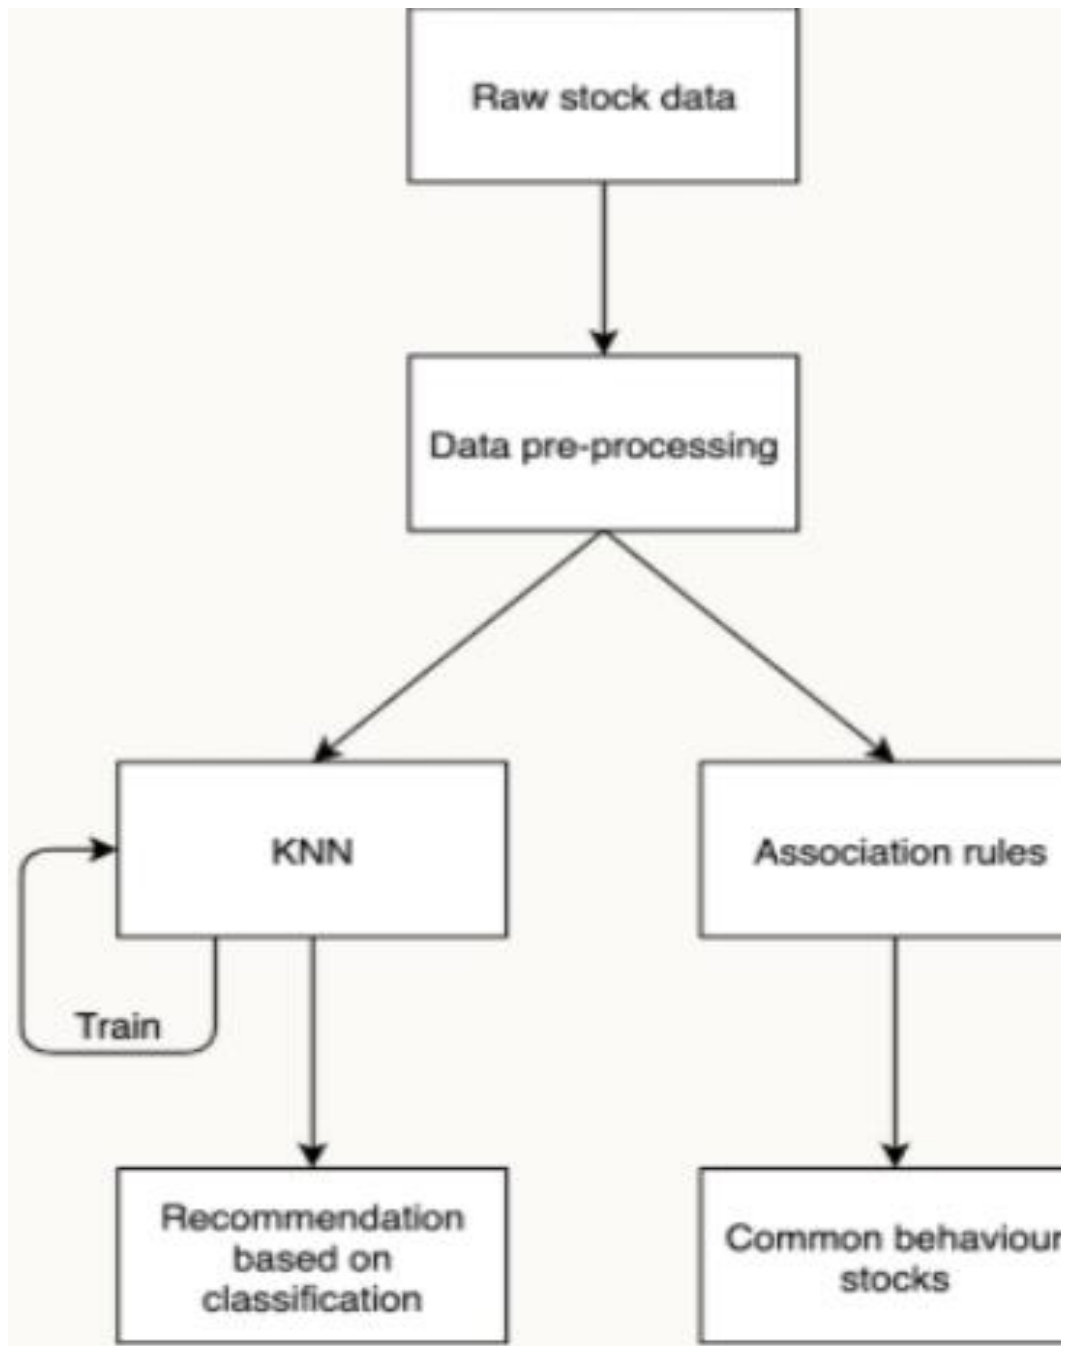 Raw stock data
Data pre-processing
KNN
Association rules
Train
Recommendation
based on
classification
Common behaviour
stocks